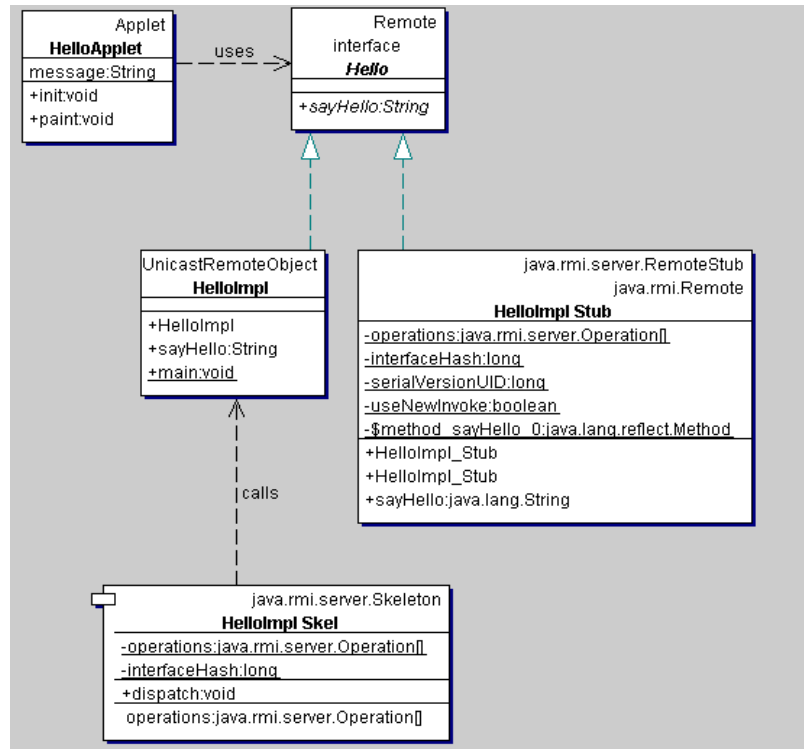 Applet
HelloApplet
message:String
+init:void
+paint:void
uses
Remote
interface
Hello
+sayHello:String
UnicastRemoteObject
HelloImpl
+HelloImpl
+sayHello:String
+main:void
java.rmi.server.RemoteStub
java.rmi.Remote
HelloImpl Stub
-operations:java.rmi.server.Operation[]
-interfaceHash:long
-serialVersionUID:long
-useNewInvoke:boolean
-$method_sayHello_0:java.lang.reflect.Method
+HelloImpl_Stub
+HelloImpl_Stub
+sayHello:java.lang.String
calls
java.rmi.server.Skeleton
HelloImpl Skel
-operations:java.rmi.server.Operation[]
-interfaceHash:long
+dispatch:void
operations:java.rmi.server.Operation[]